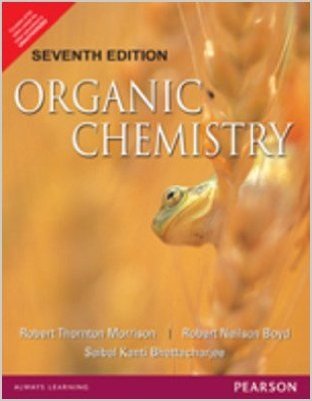 SEVENTH EDITION
ORGANIC
CHEMISTRY
Robert Thornton Morrison | Robert Neilson Boyd
Saibal Kanti Bhattacharjee
ALWAYS LEARNING
PEARSON